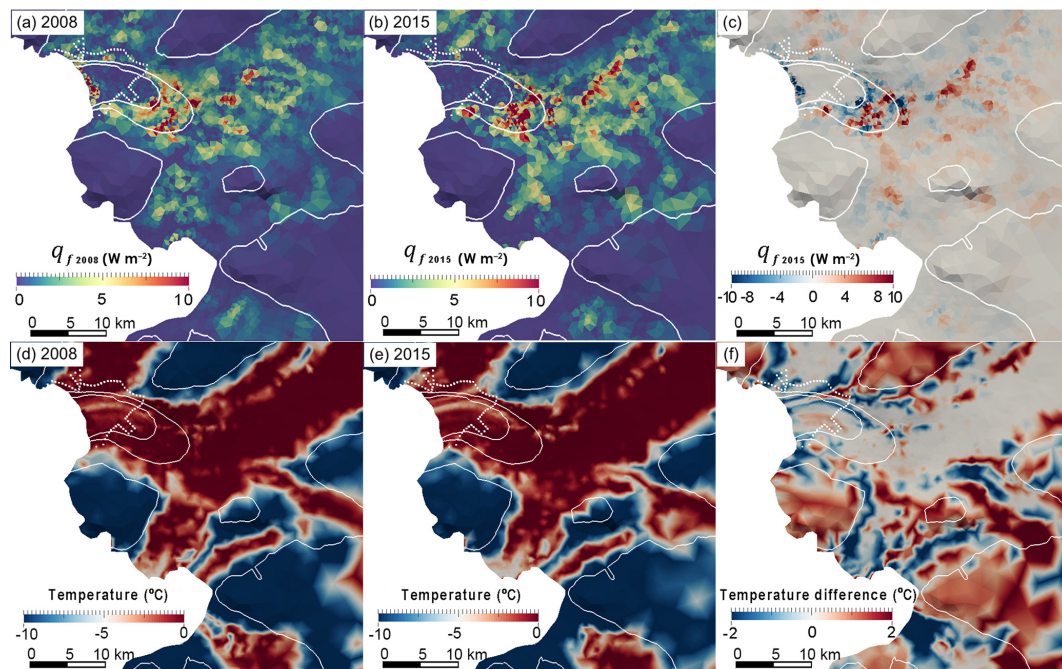 (a) 2008
(b) 2015
(c)
q f 2008 (W m⁻²)
0 5 10
0 5 10 km
q f 2015 (W m⁻²)
0 5 10
0 5 10 km
q f 2015 (W m⁻²)
-10 -8 -4 0 4 8 10
0 5 10 km
(d) 2008
(e) 2015
(f)
Temperature (°C)
-10 -5 0
0 5 10 km
Temperature (°C)
-10 -5 0
0 5 10 km
Temperature difference (°C)
-2 0 2
0 5 10 km